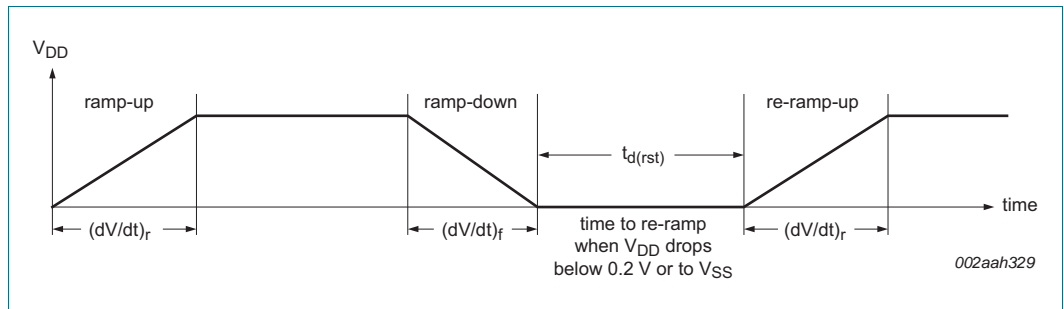 VDD
ramp-up
ramp-down
re-ramp-up
td(rst)
time
(dV/dt)r
(dV/dt)f
time to re-ramp
when VDD drops
below 0.2 V or to VSS
(dV/dt)r
002aah329